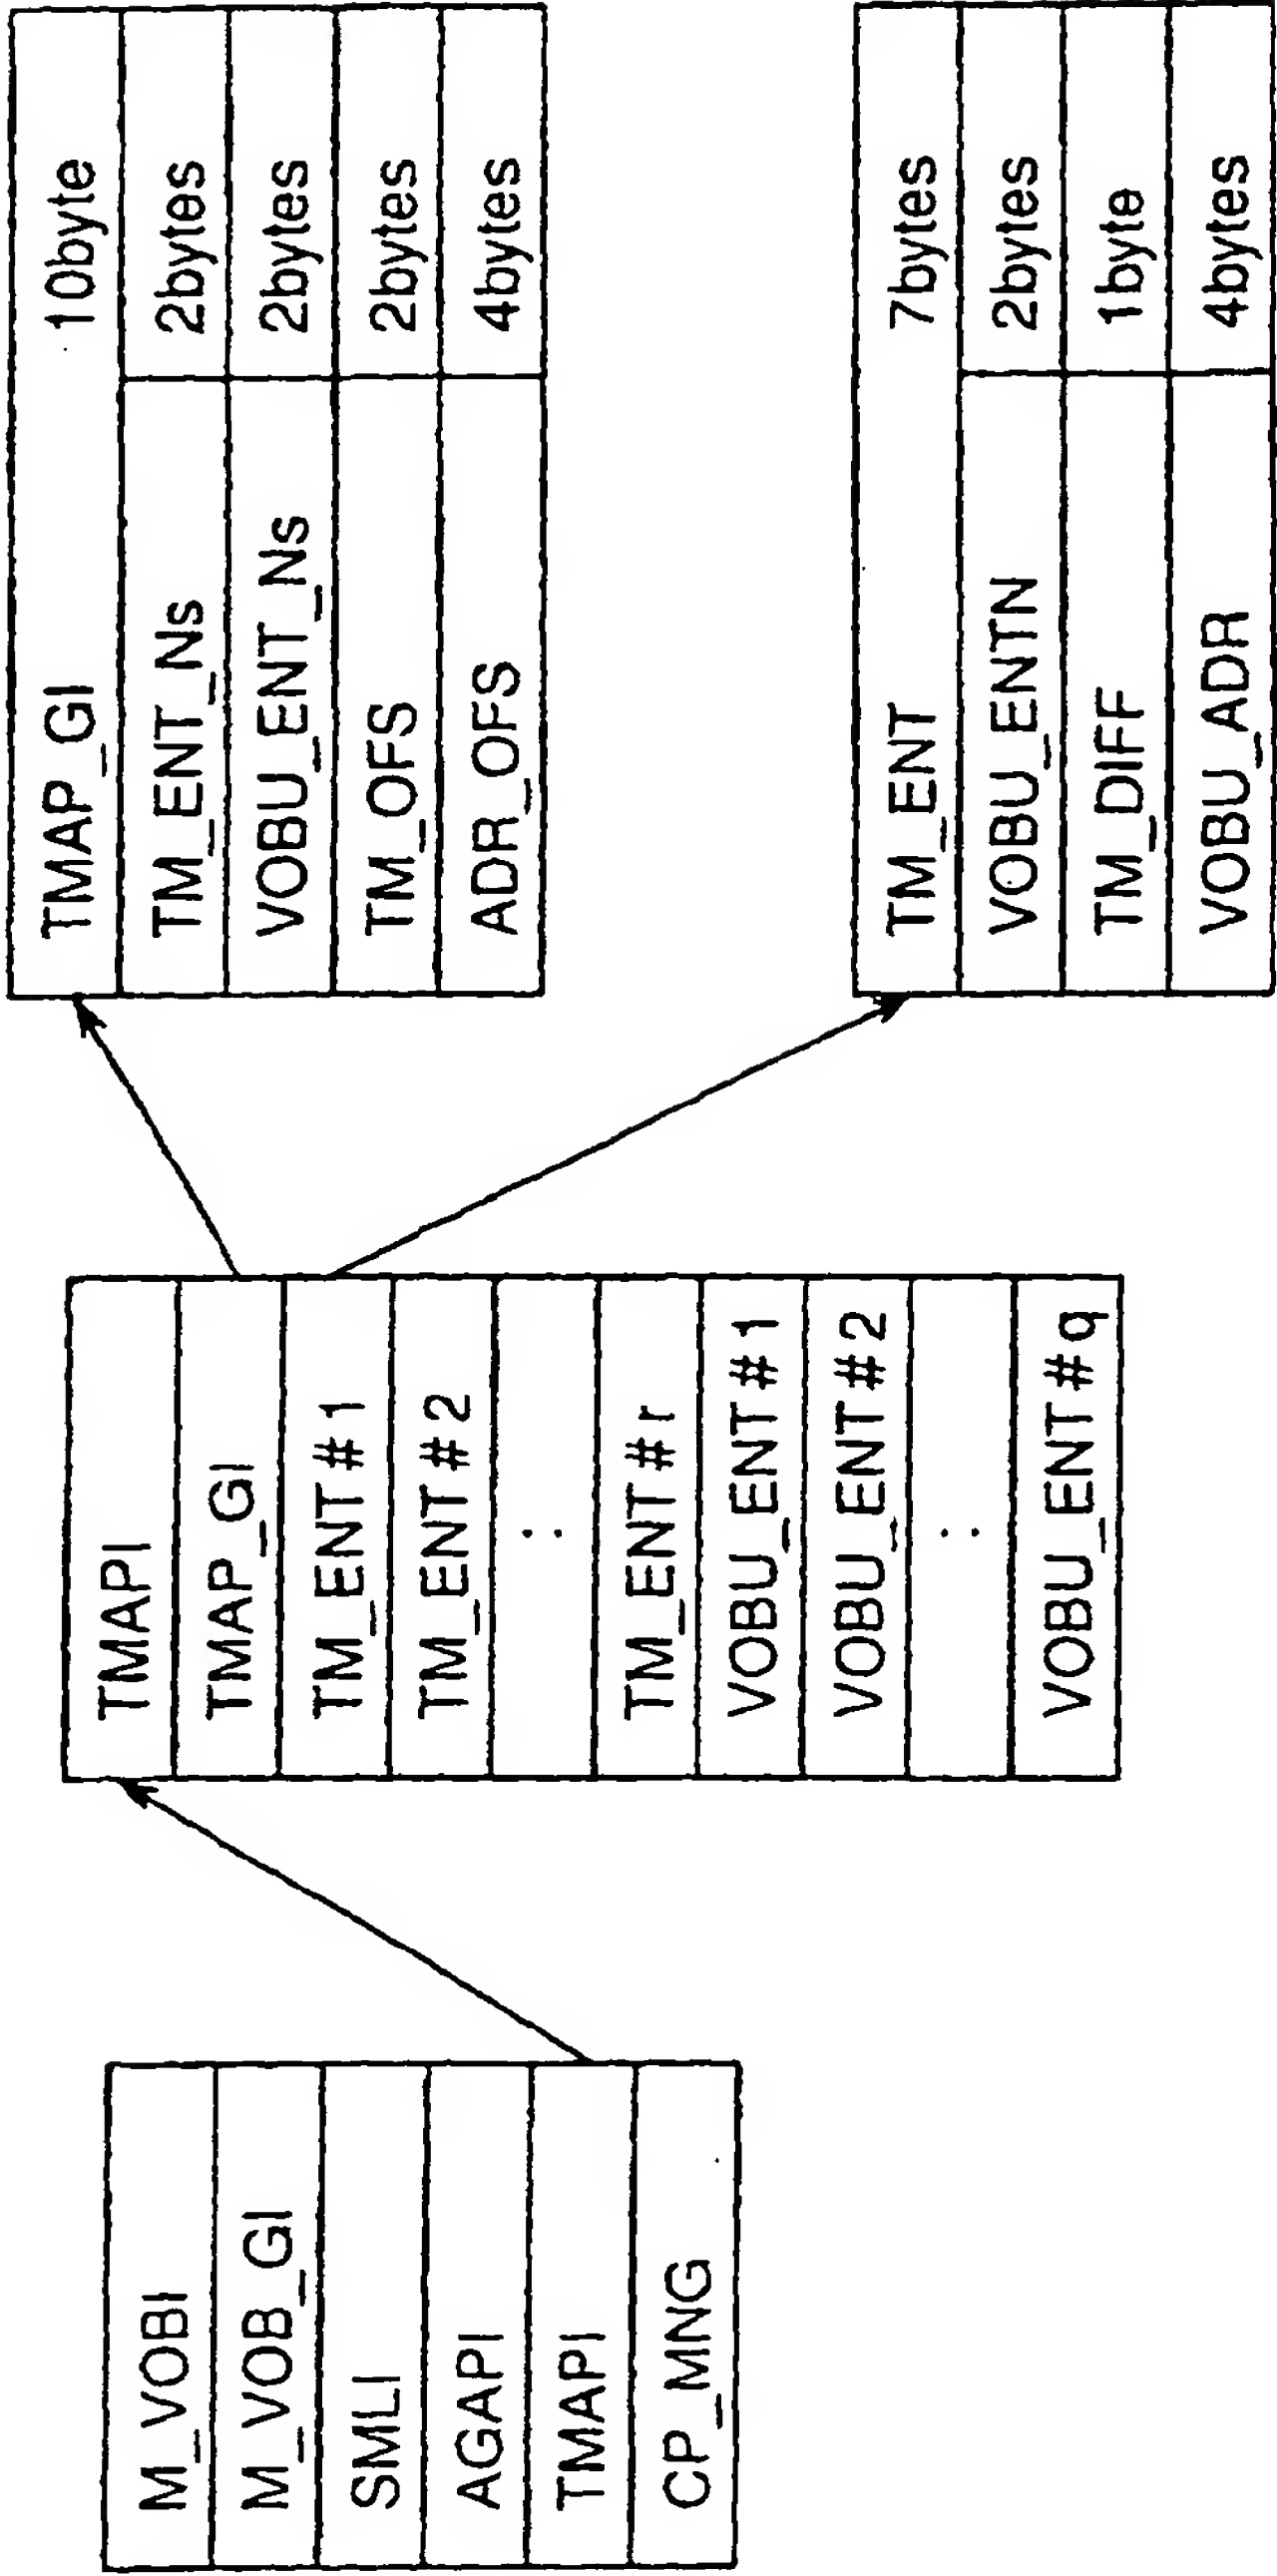 M_VOBI
M_VOB_GI
SMLI
AGAPI
TMAPI
CP_MNG
TMAPI
TMAP_GI
TM_ENT#1
TM_ENT#2
:
TM_ENT#r
VOBU_ENT#1
VOBU_ENT#2
:
VOBU_ENT#q
TMAP_GI 10byte
TM_ENT_Ns 2bytes
VOBU_ENT_Ns 2bytes
TM_OFS 2bytes
ADR_OFS 4bytes
TM_ENT 7bytes
VOBU_ENTN 2bytes
TM_DIFF 1byte
VOBU_ADR 4bytes